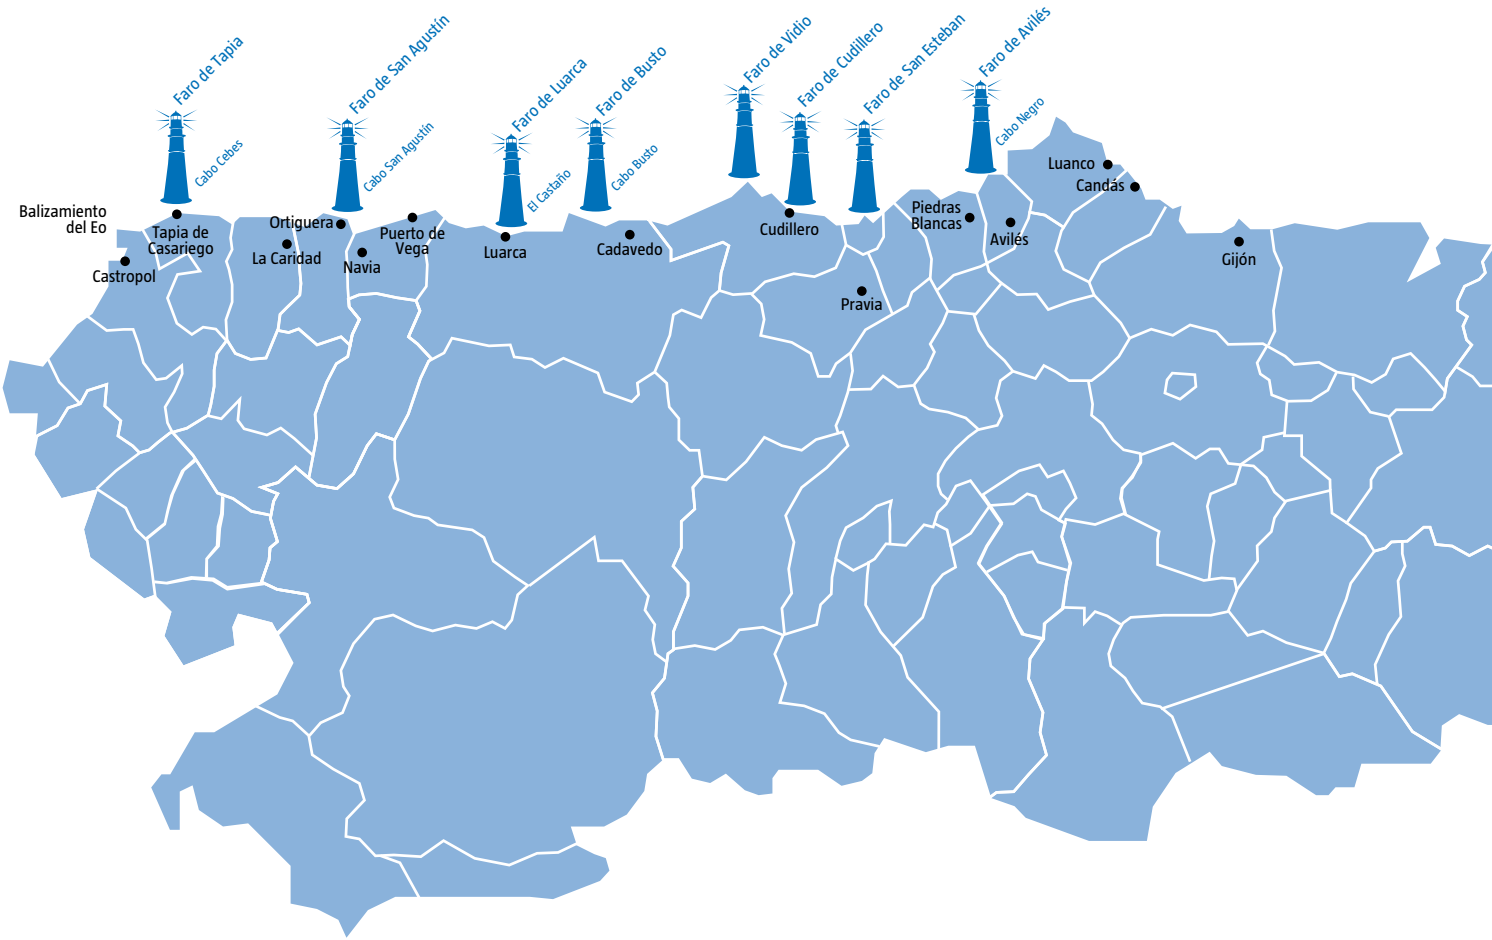 Faro de Tapia
Cabo Cebes
Faro de San Agustín
Cabo San Agustín
Faro de Luarca
El Castaño
Faro de Busto
Cabo Busto
Faro de Vidio
Faro de Cudillero
Faro de San Esteban
Faro de Avilés
Cabo Negro
Luanco
Candás
Balizamiento
del Eo
Tapia de
Casariego
Castropol
Ortiguera
La Caridad
Navia
Puerto de
Vega
Luarca
Cadavedo
Cudillero
Piedras
Blancas
Avilés
Gijón
Pravia